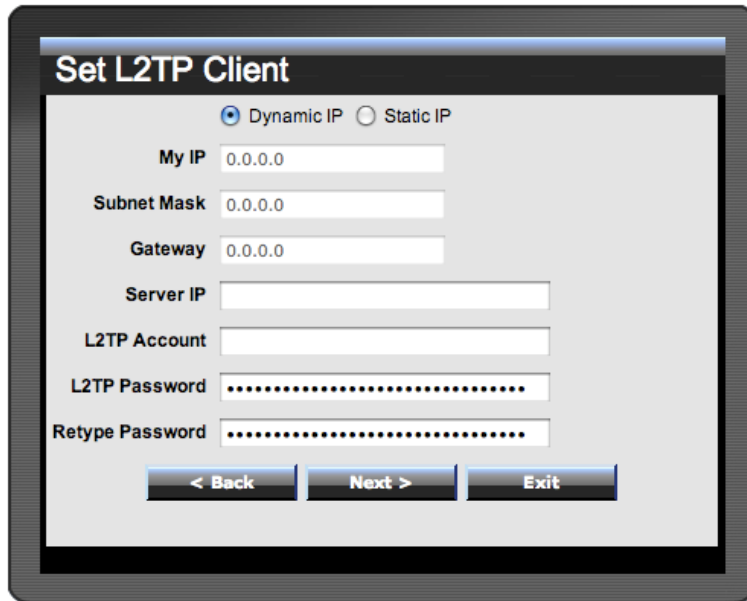 Set L2TP Client
Dynamic IP Static IP
My IP 0.0.0.0
Subnet Mask 0.0.0.0
Gateway 0.0.0.0
Server IP
L2TP Account
L2TP Password •••••••••••••••••••••••••••••••••
Retype Password •••••••••••••••••••••••••••••••••
< Back Next > Exit